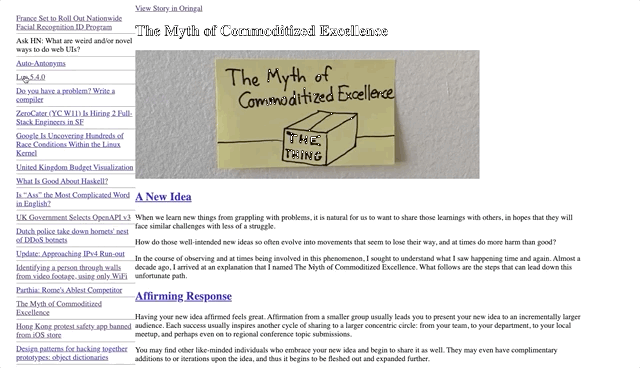 France Set to Roll Out Nationwide
Facial Recognition ID Program
Ask HN: What are weird and/or novel
ways to do web UIs?
Auto-Antonyms
Lua 5.4.0
Do you have a problem? Write a
compiler
ZeroCater (YC W11) Is Hiring 2 Full-
Stack Engineers in SF
Google Is Uncovering Hundreds of
Race Conditions Within the Linux
Kernel
United Kingdom Budget Visualization
What Is Good About Haskell?
Is “Ass” the Most Complicated Word
in English?
UK Government Selects OpenAPI v3
Dutch police take down hornets' nest
of DDoS botnets
Update: Approaching IPv4 Run-out
Identifying a person through walls
from video footage, using only WiFi
Parthia: Rome's Ablest Competitor
The Myth of Commoditized
Excellence
Hong Kong protest safety app banned
from iOS store
Design patterns for hacking together
prototypes: object dictionaries
View Story in Oringal
The Myth of Commoditized Excellence
The Myth of
Commoditized Excellence
THE
THING
A New Idea
When we learn new things from grappling with problems, it is natural for us to want to share those learnings with others, in hopes that they will
face similar challenges with less of a struggle.
How do those well-intended new ideas so often evolve into movements that seem to lose their way, and at times do more harm than good?
In the course of observing and at times being involved in this phenomenon, I sought to understand what I saw happening time and again. Almost a
decade ago, I arrived at an explanation that I named The Myth of Commoditized Excellence. What follows are the steps that can lead down this
unfortunate path.
Affirming Response
Having your new idea affirmed feels great. Affirmation from a smaller group usually leads you to present your new idea to an incrementally larger
audience. Each success usually inspires another cycle of sharing to a larger concentric circle: from your team, to your department, to your local
meetup, and perhaps even on to regional conference topic submissions.
You may find other like-minded individuals who embrace your new idea and begin to share it as well. They may even have complimentary
additions to or iterations upon the idea, and thus it begins to be fleshed out and expanded further.